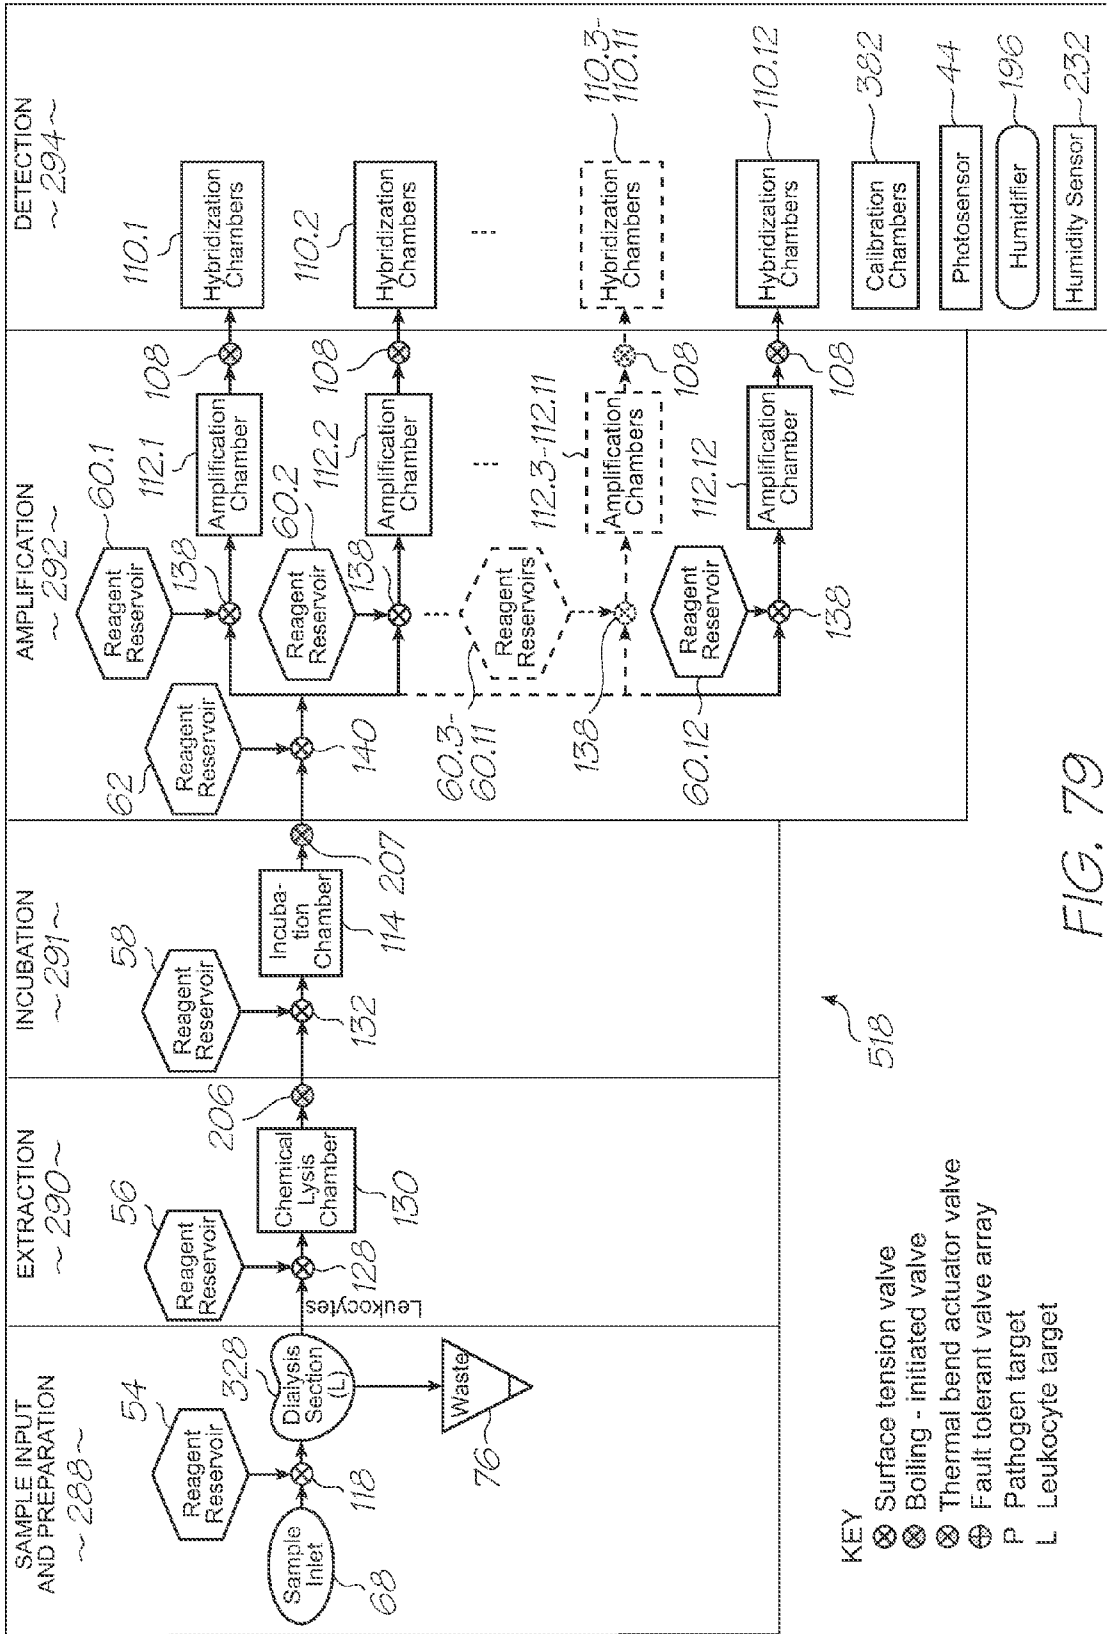 SAMPLE INPUT
AND PREPARATION
~288~
EXTRACTION
~290~
INCUBATION
~291~
AMPLIFICATION
~292~
DETECTION
~294~
54
Reagent
Reservoir
118
Sample
Inlet
68
328
Dialysis
Section
(L)
Waste
76
Leukocytes
56
Reagent
Reservoir
128
Chemical
Lysis
Chamber
130
206
58
Reagent
Reservoir
132
Incuba-
tion
Chamber
114
207
62
Reagent
Reservoir
140
60.1
Reagent
Reservoir
138
112.1
Amplification
Chamber
108
110.1
Hybridization
Chambers
60.2
Reagent
Reservoir
138
112.2
Amplification
Chamber
108
110.2
Hybridization
Chambers
...
...
...
60.3-
60.11
Reagent
Reservoirs
138
112.3-112.11
Amplification
Chambers
108
110.3-
110.11
Hybridization
Chambers
60.12
Reagent
Reservoir
138
112.12
Amplification
Chamber
108
110.12
Hybridization
Chambers
Calibration
Chambers
382
Photosensor
44
Humidifier
196
Humidity Sensor
232
518
KEY
Surface tension valve
Boiling - initiated valve
Thermal bend actuator valve
Fault tolerant valve array
P Pathogen target
L Leukocyte target
FIG. 79